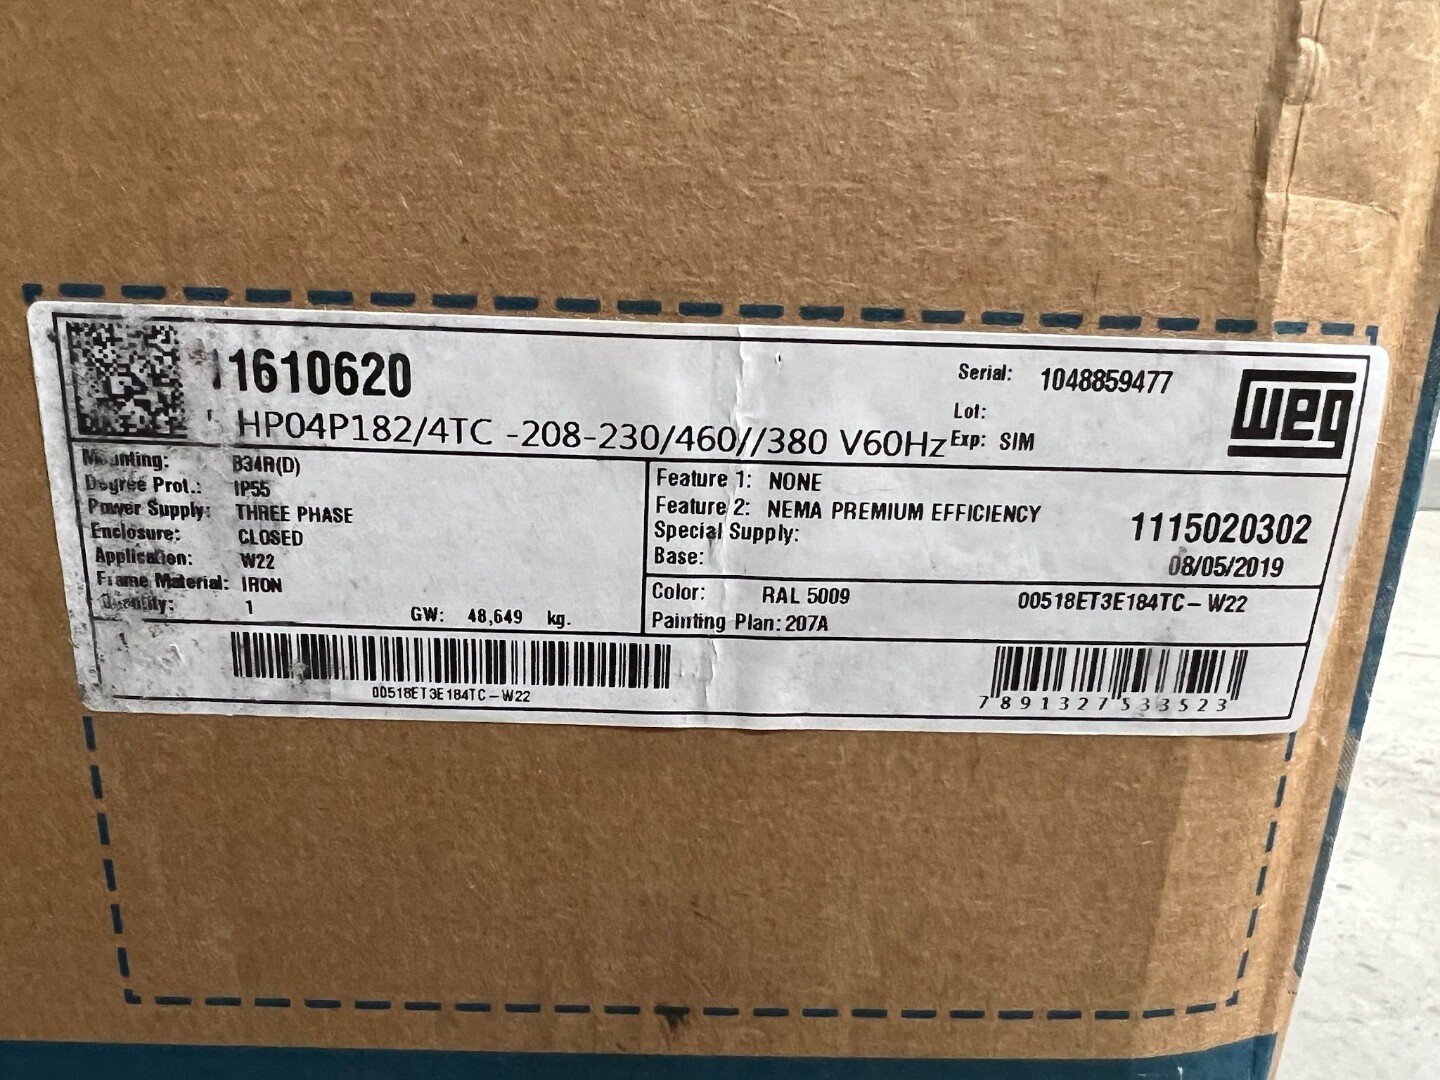 11610620
HP04P182/4TC -208-230/460//380 V60Hz
Serial: 1048859477
Lot:
Exp: SIM
weg
Mounting: B34R(D)
Degree Prot.: IP55
Power Supply: THREE PHASE
Enclosure: CLOSED
Application: W22
Frame Material: IRON
Quantity: 1
GW: 48,649 kg.
Feature 1: NONE
Feature 2: NEMA PREMIUM EFFICIENCY
Special Supply:
Base:
1115020302
08/05/2019
Color: RAL 5009
Painting Plan: 207A
00518ET3E184TC-W22
00518ET3E184TC-W22
7891327533523